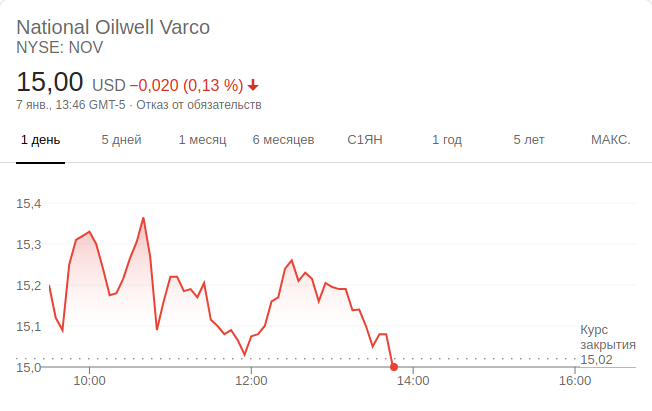 National Oilwell Varco
NYSE: NOV
15,00 USD −0,020 (0,13 %)
7 янв., 13:46 GMT-5 · Отказ от обязательств
1 день 5 дней 1 месяц 6 месяцев С1ЯН 1 год 5 лет МАКС.
15,4
15,3
15,2
15,1
Курс
закрытия
15,02
15,0
10:00 12:00 14:00 16:00